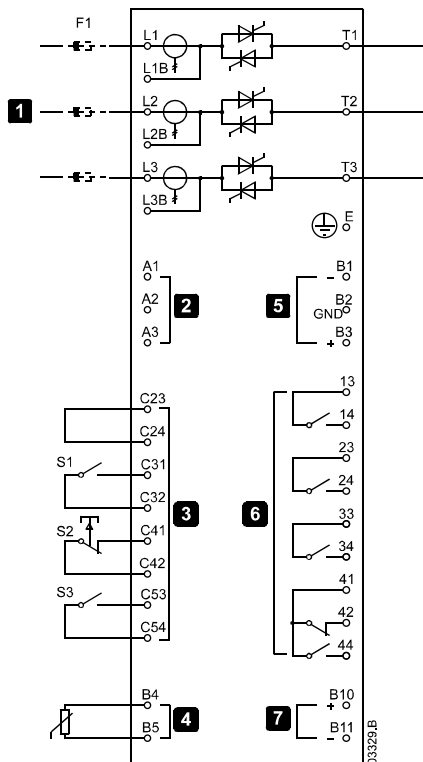 F1
L1
T1
L1B
1
L2
T2
L2B
L3
T3
L3B
E
A1
B1
-
A2
2
5
B2
GND
A3
B3
+
13
C23
14
C24
23
S1
C31
24
C32
3
6
33
S2
C41
34
C42
41
S3
C53
42
C54
44
B4
B10
+
4
7
B5
B11
-
03329.B